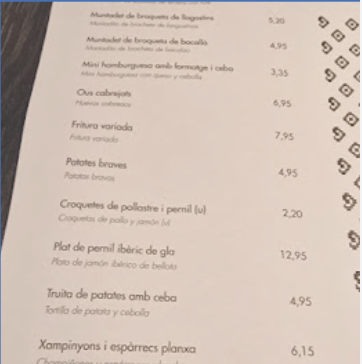 Muntadet de broqueta de llagostins 5,20
Montadito de brocheta de langostinos
Muntadet de broqueta de bacallà 4,95
Montadito de brocheta de bacalao
Mini hamburguesa amb formatge i ceba 3,35
Mini hamburguesa con queso y cebolla
Ous cabrejats 6,95
Huevos cabreados
Fritura variada 7,95
Fritura variada
Patates braves 4,95
Patatas bravas
Croquetes de pollastre i pernil (u) 2,20
Croquetas de pollo y jamón (u)
Plat de pernil ibèric de gla 12,95
Plato de jamón ibérico de bellota
Truita de patates amb ceba 4,95
Tortilla de patata y cebolla
Xampinyons i espàrrecs planxa 6,15